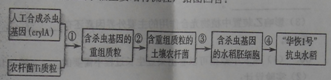 人工合成杀虫
基因(cryIA)
农杆菌Ti质粒
①
含杀虫基因的
重组质粒
②
含重组质粒的
土壤农杆菌
③
含杀虫基因的
水稻胚细胞
④
“华恢1号”
抗虫水稻